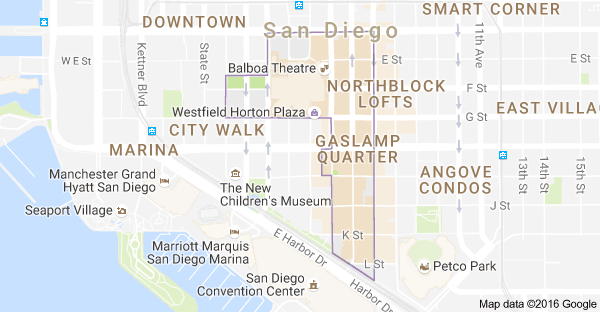 SMART CORNER
DOWNTOWN
San Diego
State St
Kettner Blvd
11th Ave
E St
E St
Balboa Theatre
F St
NORTHBLOCK
LOFTS
EAST VILLAG
Westfield Horton Plaza
G St
CITY WALK
GASLAMP
QUARTER
MARINA
Manchester Grand
Hyatt San Diego
ANGOVE
CONDOS
13th St
14th St
15th St
The New
Children's Museum
Seaport Village
J St
E Harbor Dr
K St
Marriott Marquis
San Diego Marina
L St
Petco Park
San Diego
Convention Center
Harbor Dr
Map data ©2016 Google